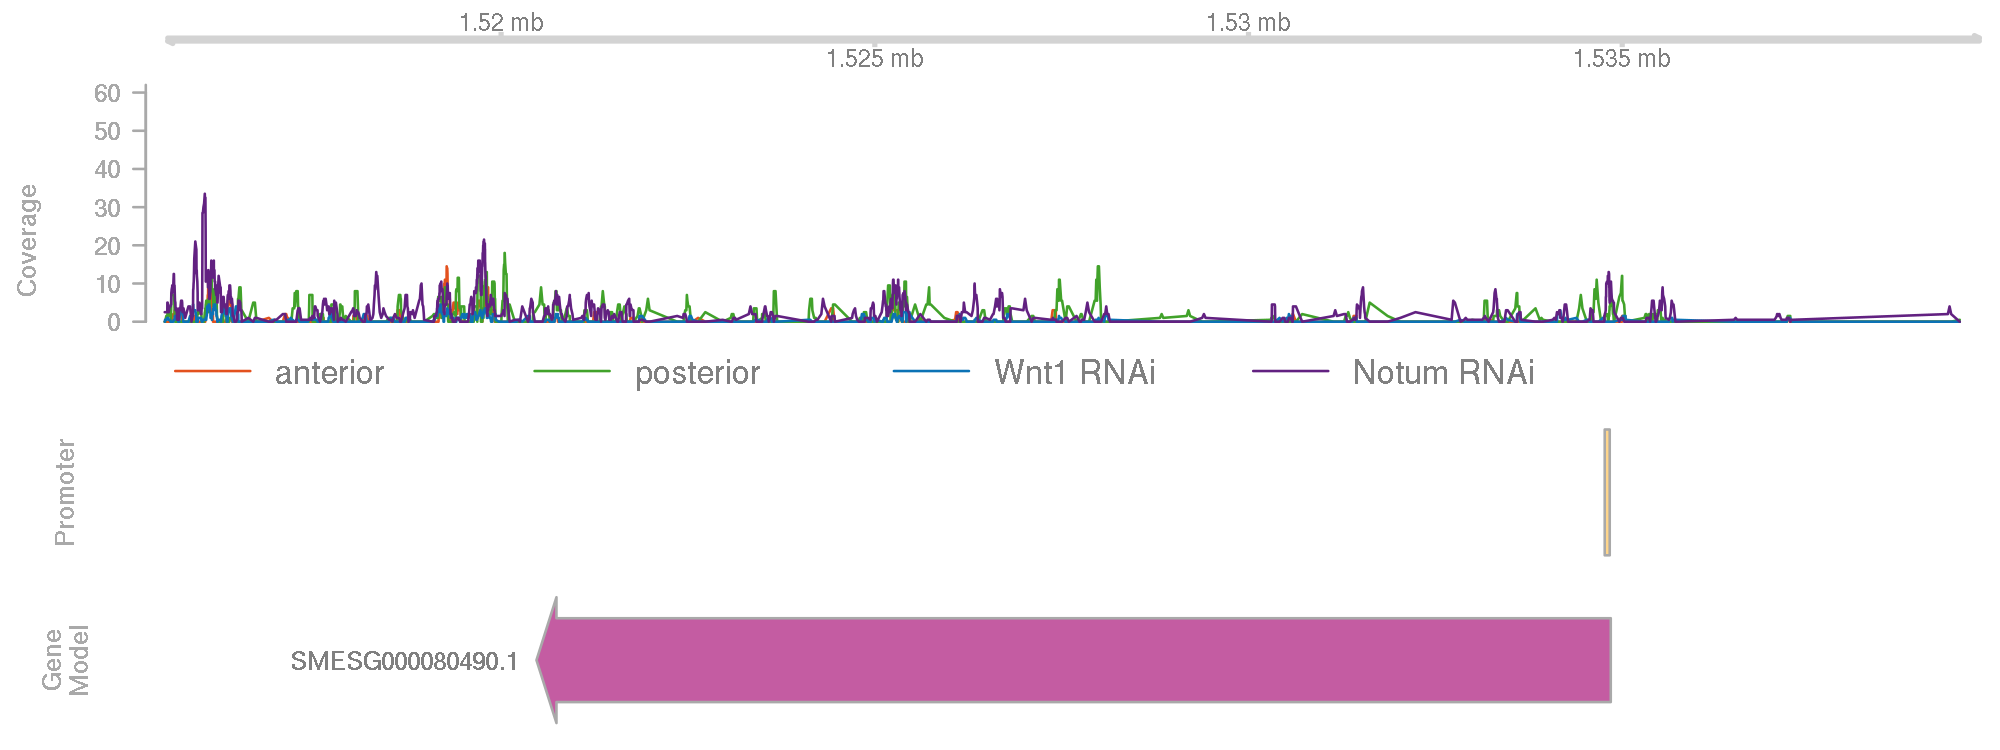 1.52 mb
1.53 mb
1.525 mb
1.535 mb
Coverage
60
50
40
30
20
10
0
anterior
posterior
Wnt1 RNAi
Notum RNAi
Promoter
Gene
Model
SMESG000080490.1